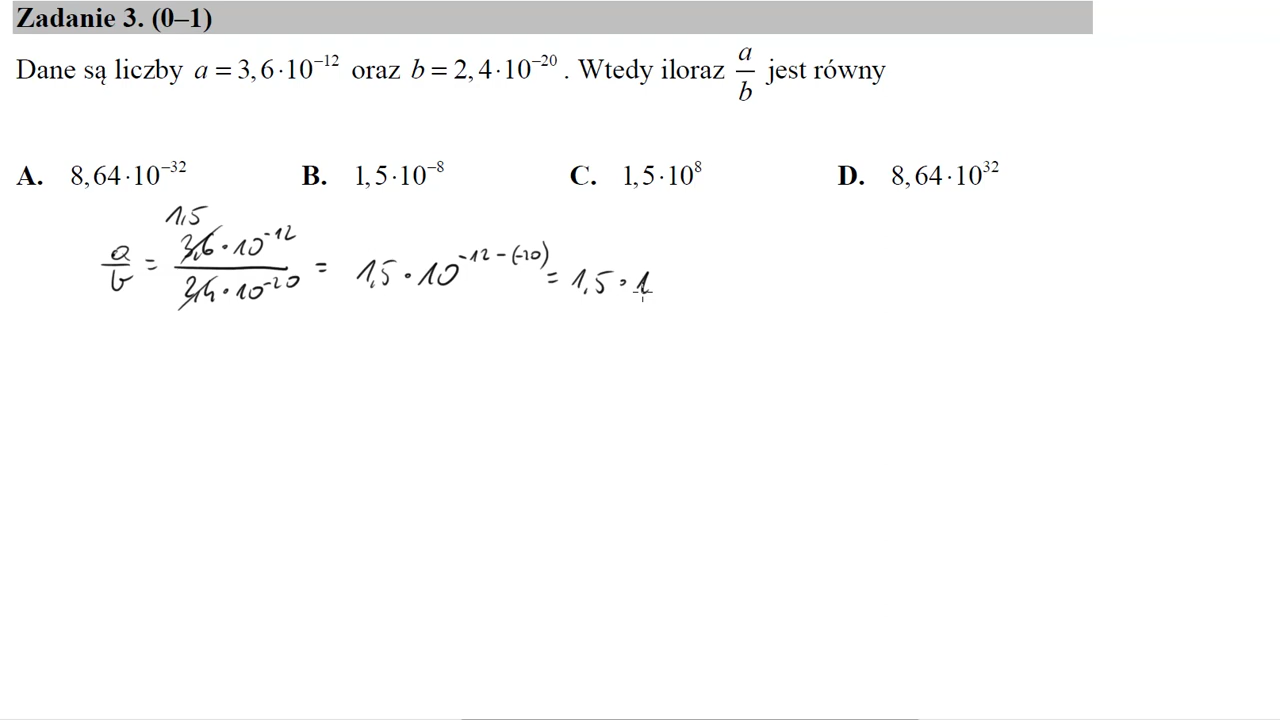 Zadanie 3. (0–1)
Dane są liczby a = 3,6·10⁻¹² oraz b = 2,4·10⁻²⁰. Wtedy iloraz a/b jest równy
A. 8,64·10⁻³² B. 1,5·10⁻⁸ C. 1,5·10⁸ D. 8,64·10³²
1,5
a/b = 3,6·10⁻¹² / 2,4·10⁻²⁰ = 1,5·10⁻¹²⁻⁽⁻²⁰⁾ = 1,5·1